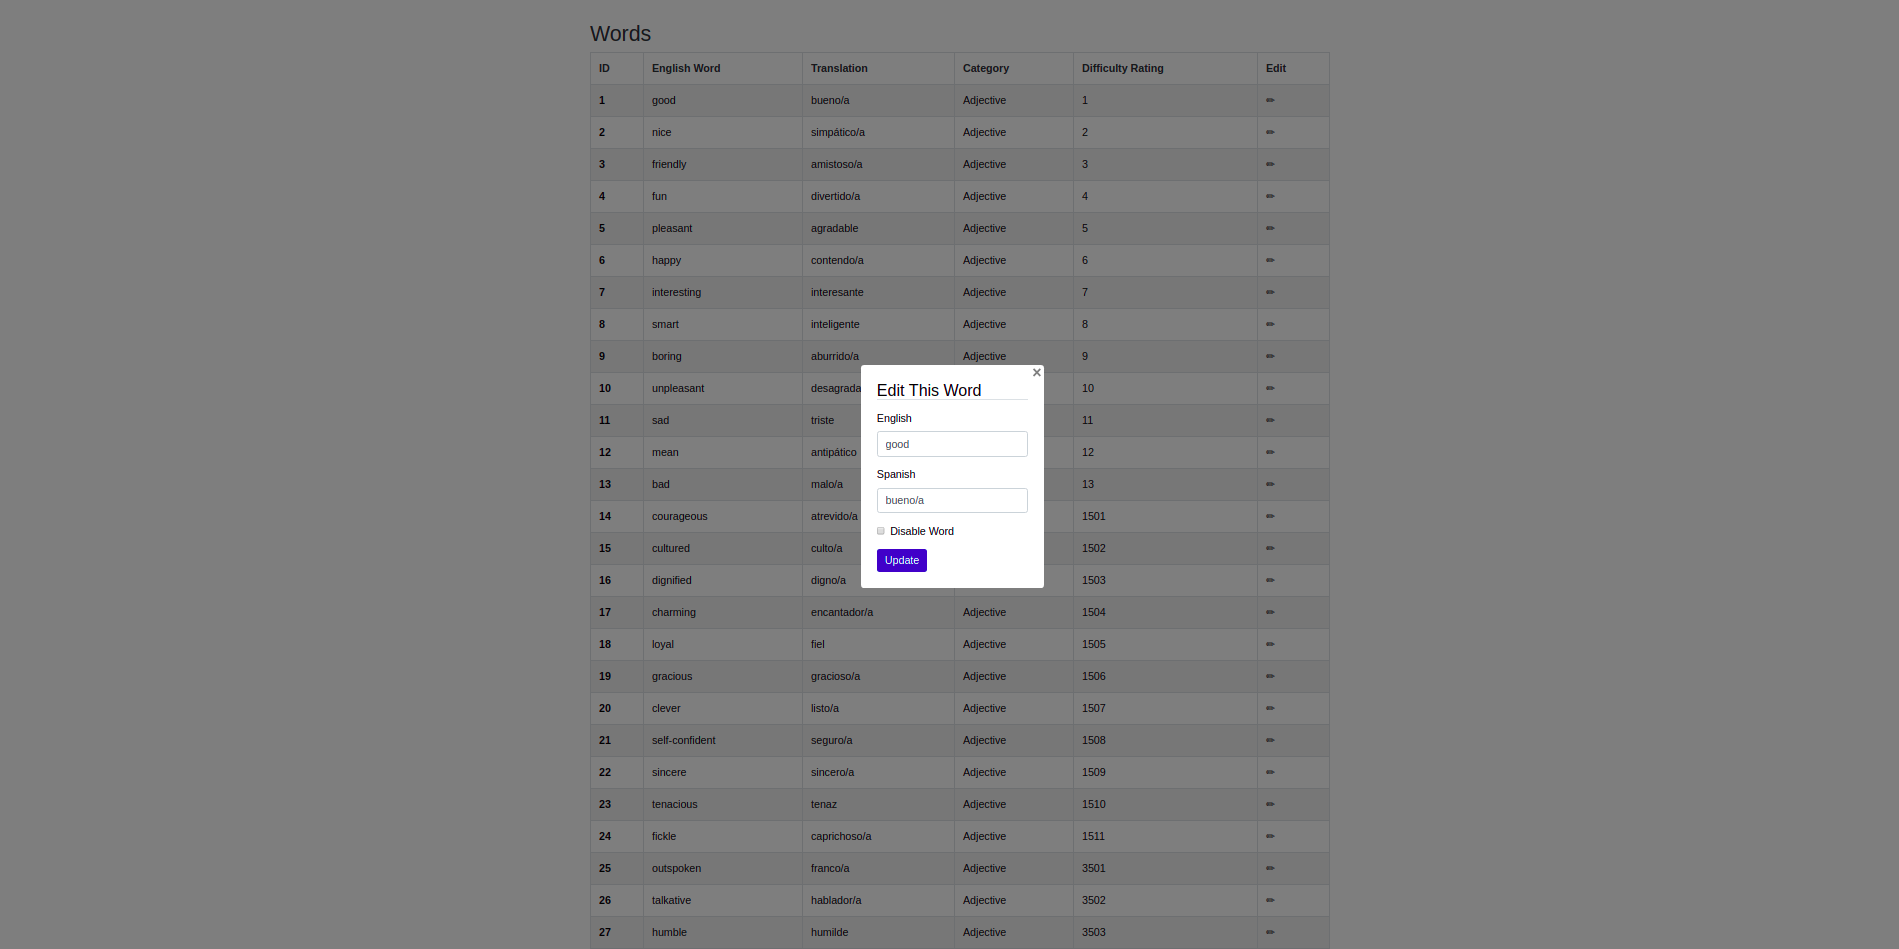 Words
ID English Word Translation Category Difficulty Rating Edit
1 good bueno/a Adjective 1
2 nice simpático/a Adjective 2
3 friendly amistoso/a Adjective 3
4 fun divertido/a Adjective 4
5 pleasant agradable Adjective 5
6 happy contendo/a Adjective 6
7 interesting interesante Adjective 7
8 smart inteligente Adjective 8
9 boring aburrido/a Adjective 9
10 unpleasant desagrada 10
11 sad triste 11
12 mean antipático 12
13 bad malo/a 13
14 courageous atrevido/a 1501
15 cultured culto/a 1502
16 dignified digno/a 1503
17 charming encantador/a Adjective 1504
18 loyal fiel Adjective 1505
19 gracious gracioso/a Adjective 1506
20 clever listo/a Adjective 1507
21 self-confident seguro/a Adjective 1508
22 sincere sincero/a Adjective 1509
23 tenacious tenaz Adjective 1510
24 fickle caprichoso/a Adjective 1511
25 outspoken franco/a Adjective 3501
26 talkative hablador/a Adjective 3502
27 humble humilde Adjective 3503
×
Edit This Word
English
good
Spanish
bueno/a
Disable Word
Update